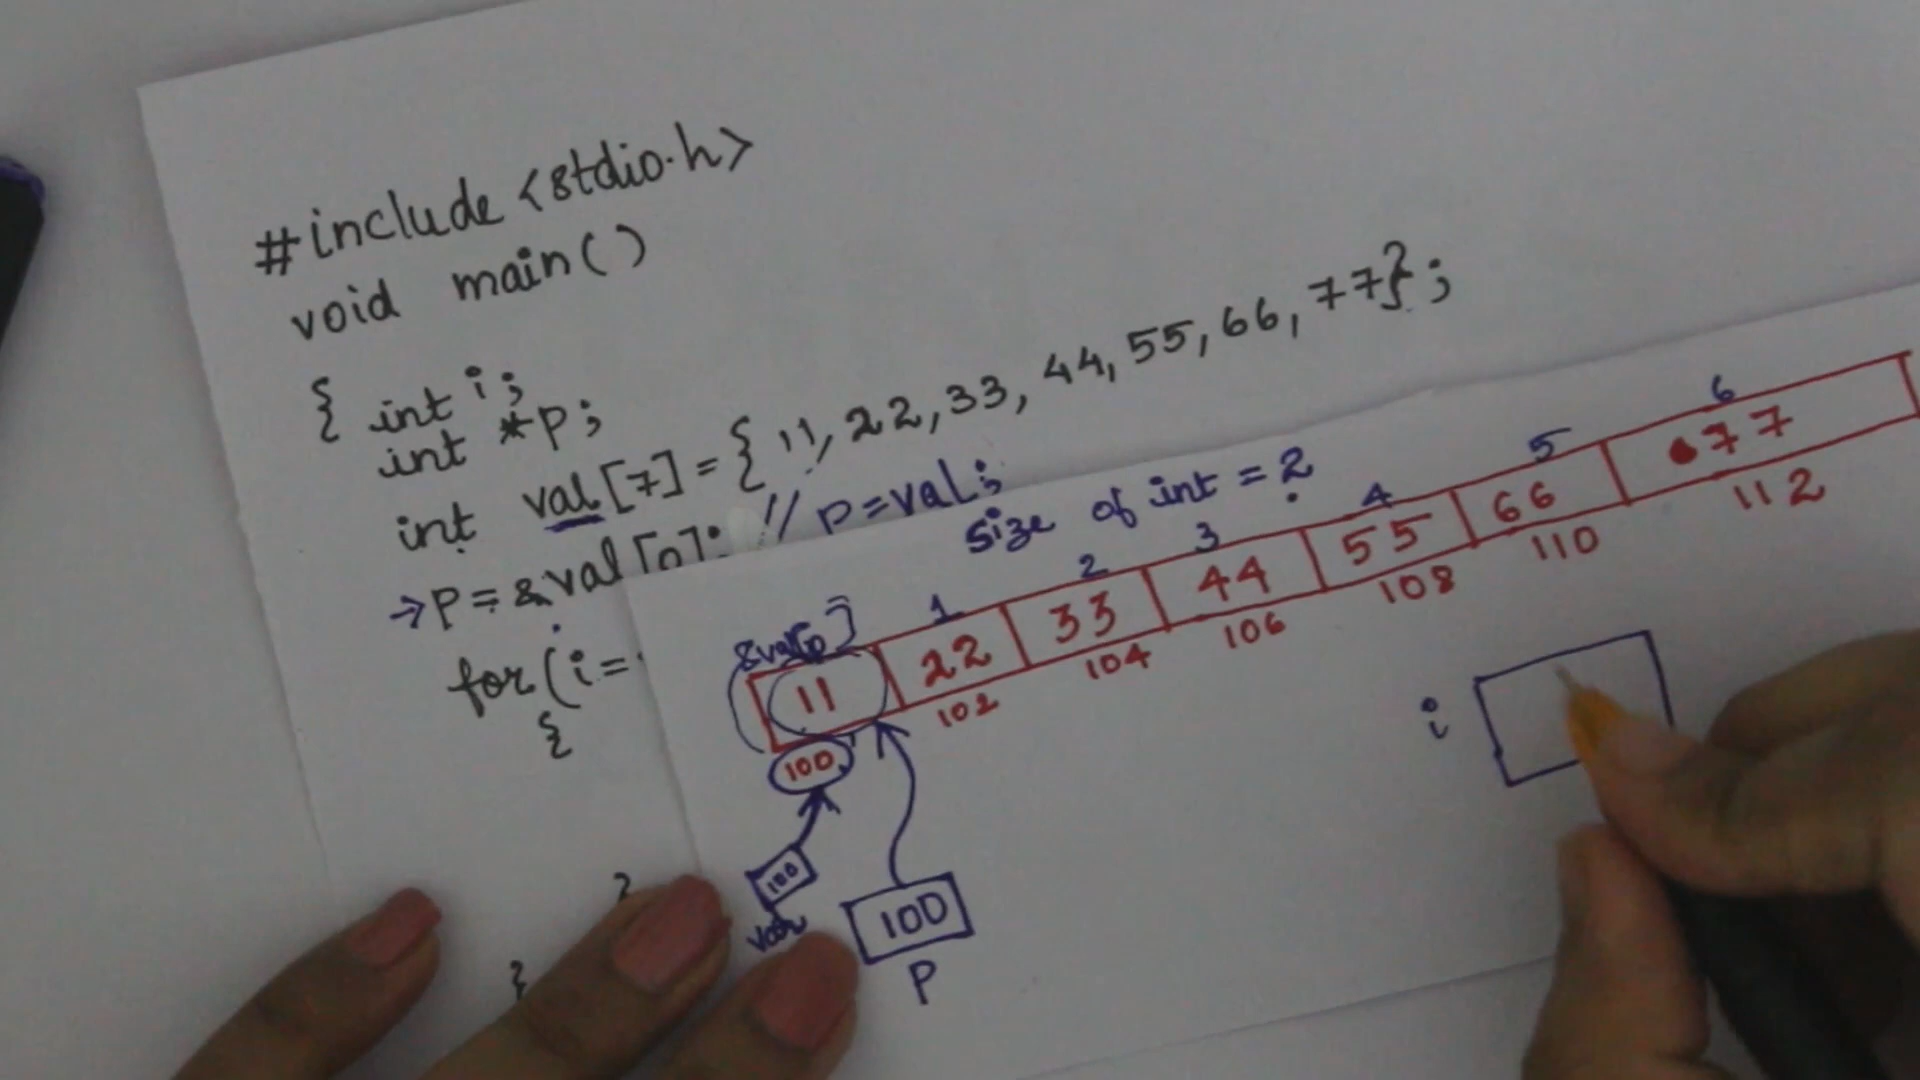 #include <stdio.h>
void main()
{ int i;
int *p;
int val[7] = { 11, 22, 33, 44, 55, 66, 77};
→ P = &val[0]; // p=val;
for(i=
{
}
}
size of int = 2
&val[0] 1 2 3 4 5 6
11 22 33 44 55 66 77
100 102 104 106 108 110 112
100
100
P
i